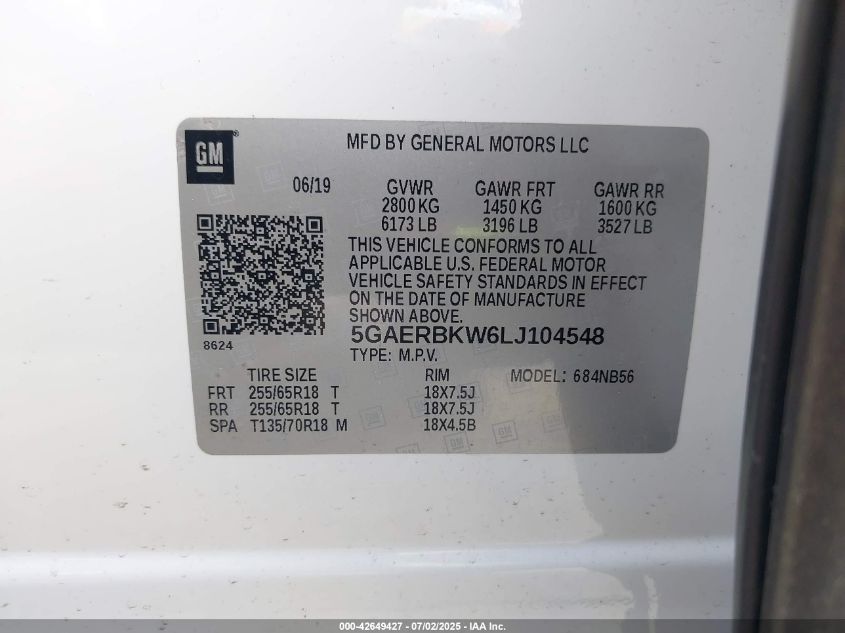 GM
MFD BY GENERAL MOTORS LLC
06/19 GVWR GAWR FRT GAWR RR
2800 KG 1450 KG 1600 KG
6173 LB 3196 LB 3527 LB
THIS VEHICLE CONFORMS TO ALL
APPLICABLE U.S. FEDERAL MOTOR
VEHICLE SAFETY STANDARDS IN EFFECT
ON THE DATE OF MANUFACTURE
SHOWN ABOVE.
8624
5GAERBKW6LJ104548
TYPE: M.P.V.
TIRE SIZE RIM MODEL: 684NB56
FRT 255/65R18 T 18X7.5J
RR 255/65R18 T 18X7.5J
SPA T135/70R18 M 18X4.5B
000-42649427 - 07/02/2025 - IAA Inc.